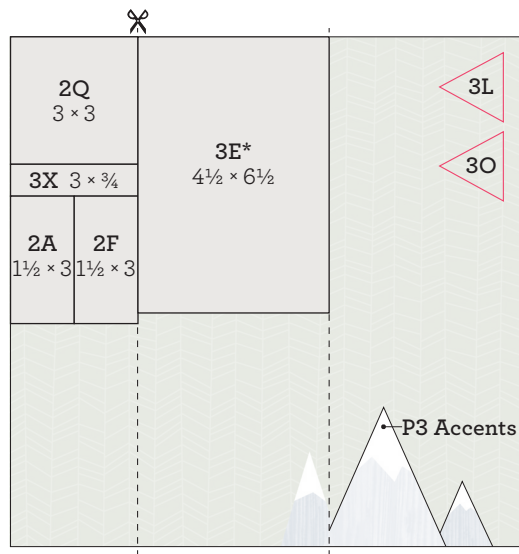 2Q
3 × 3
3X 3 × ¾
2A
1½ × 3
2F
1½ × 3
3E*
4½ × 6½
3L
3O
P3 Accents